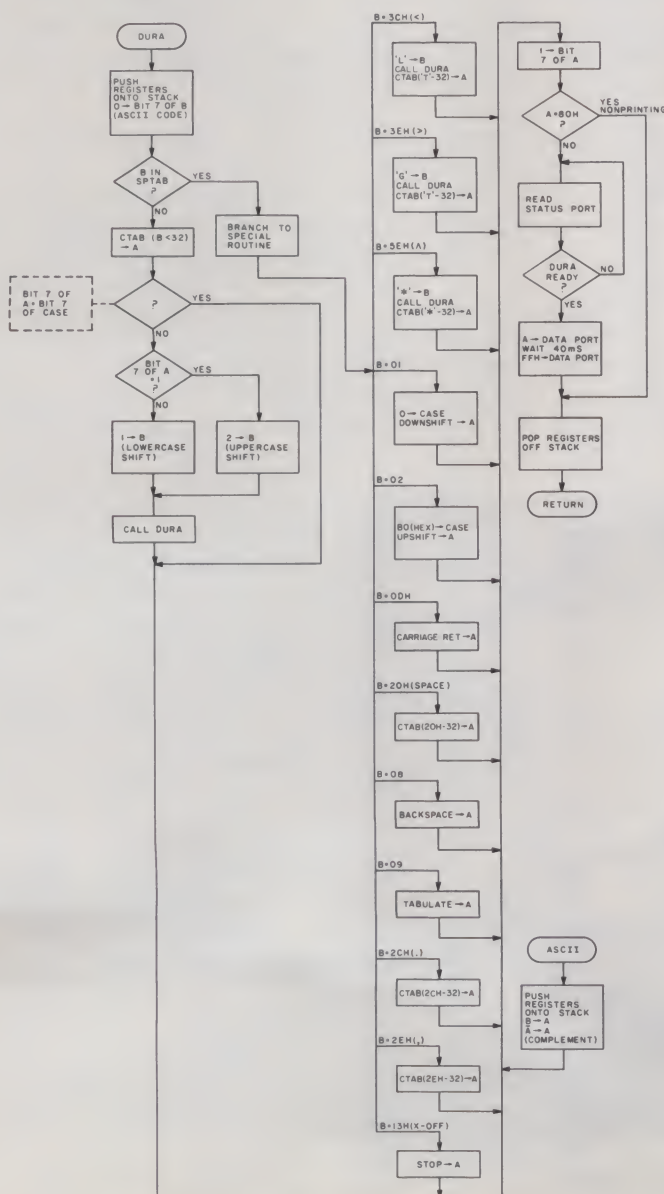 DURA
PUSH
REGISTERS
ONTO STACK
0→BIT 7 OF B
(ASCII CODE)
B IN
SPTAB
?
YES
NO
CTAB (B<32)
→A
BRANCH TO
SPECIAL
ROUTINE
BIT 7 OF
A=BIT 7
OF CASE
?
YES
NO
BIT
7 OF A
=1
?
YES
NO
1→B
(LOWERCASE
SHIFT)
2→B
(UPPERCASE
SHIFT)
CALL DURA
B=3CH(<)
'L'→B
CALL DURA
CTAB('T'-32)→A
B=3EH(>)
'G'→B
CALL DURA
CTAB('T'-32)→A
B=5EH(Λ)
'*'→B
CALL DURA
CTAB('*'-32)→A
B=01
0→CASE
DOWNSHIFT→A
B=02
80(HEX)→CASE
UPSHIFT→A
B=0DH
CARRIAGE RET→A
B=20H(SPACE)
CTAB(20H-32)→A
B=08
BACKSPACE→A
B=09
TABULATE→A
B=2CH(.)
CTAB(2CH-32)→A
B=2EH(,)
CTAB(2EH-32)→A
B=13H(X-OFF)
STOP→A
1→BIT
7 OF A
A=80H
?
YES
NONPRINTING
NO
READ
STATUS PORT
DURA
READY
?
NO
YES
A→DATA PORT
WAIT 40mS
FFH→DATA PORT
POP REGISTERS
OFF STACK
RETURN
ASCII
PUSH
REGISTERS
ONTO STACK
B→A
Ā→A
(COMPLEMENT)